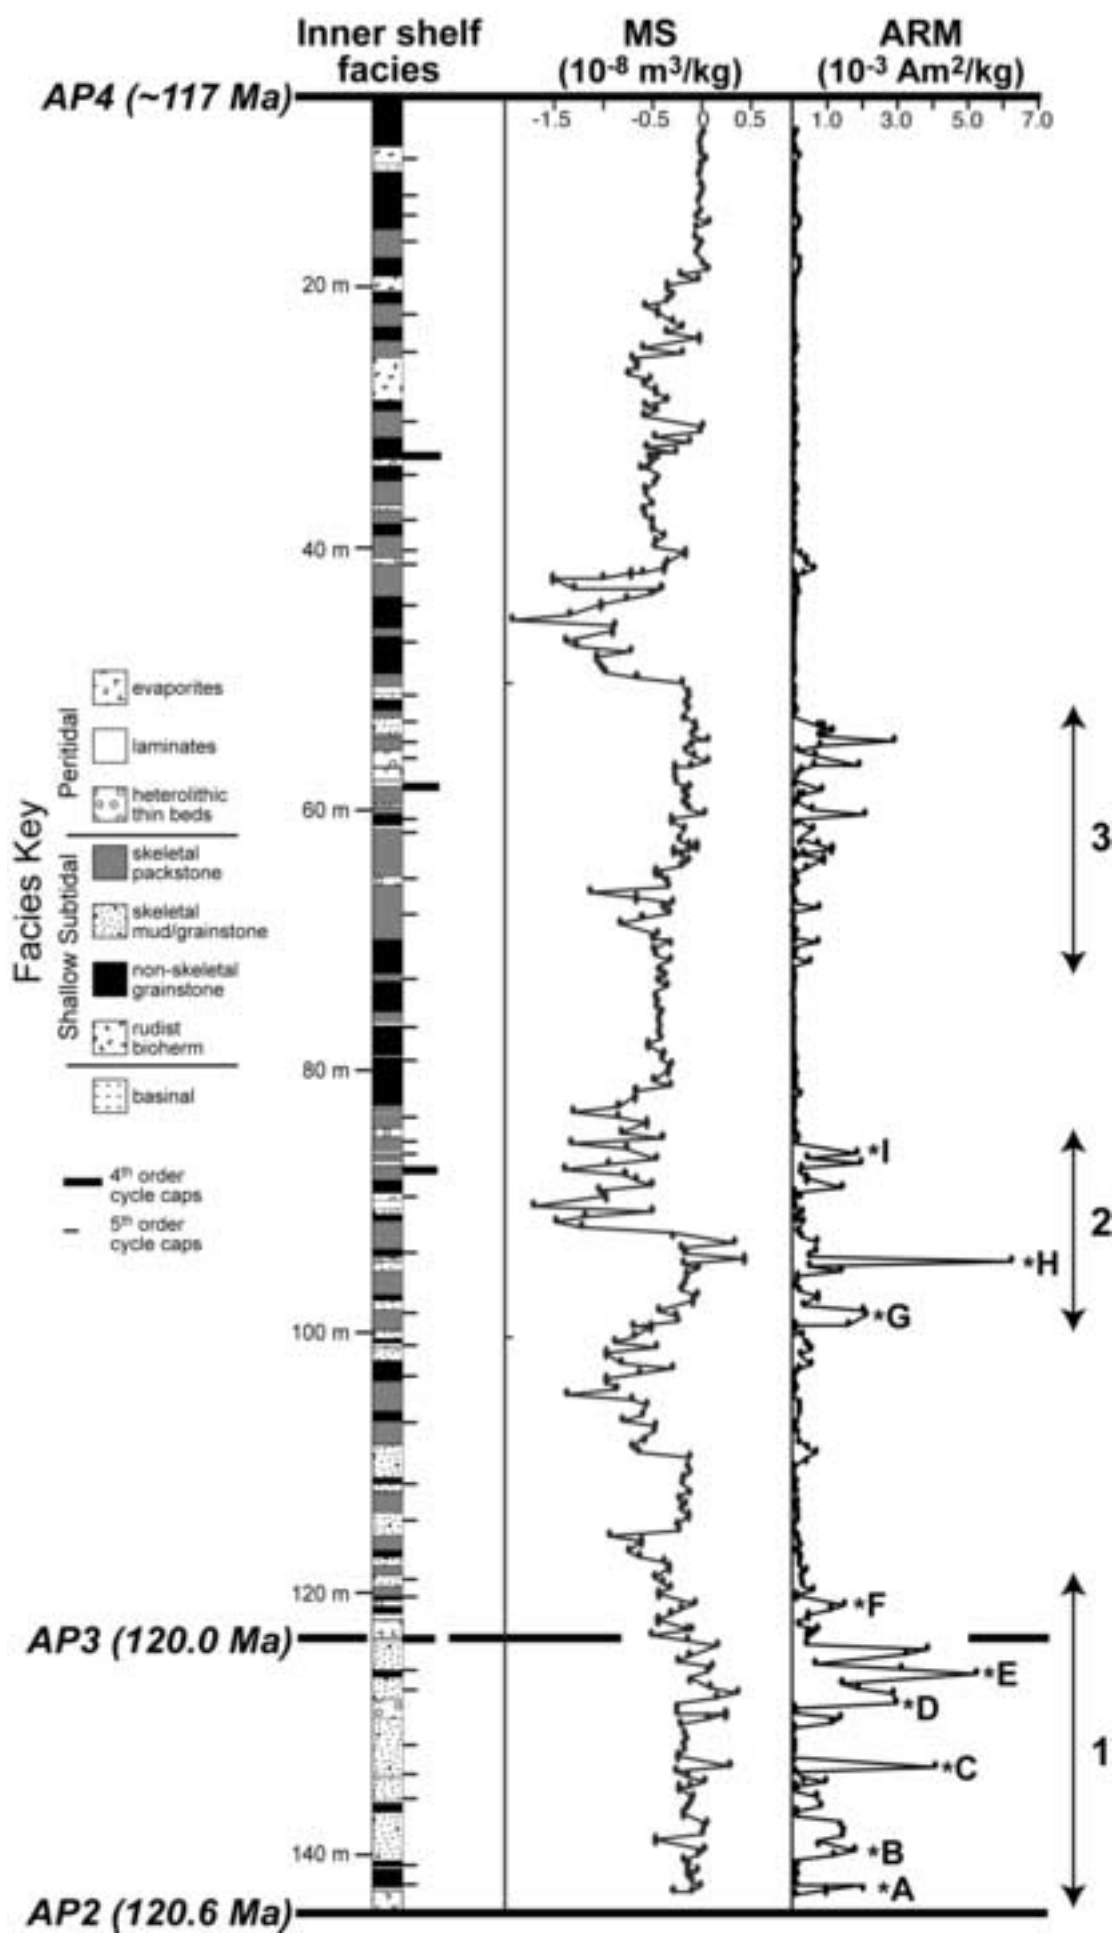 Inner shelf
facies
MS
(10-8 m3/kg)
ARM
(10-3 Am2/kg)
AP4 (~117 Ma)
-1.5 -0.5 0 0.5
1.0 3.0 5.0 7.0
20 m
40 m
60 m
80 m
100 m
120 m
140 m
Facies Key
Peritidal
evaporites
laminates
heterolithic
thin beds
Shallow Subtidal
skeletal
packstone
skeletal
mud/grainstone
non-skeletal
grainstone
rudist
bioherm
basinal
4th order
cycle caps
5th order
cycle caps
3
*I
2
*H
*G
*F
AP3 (120.0 Ma)
*E
*D
1
*C
*B
*A
AP2 (120.6 Ma)